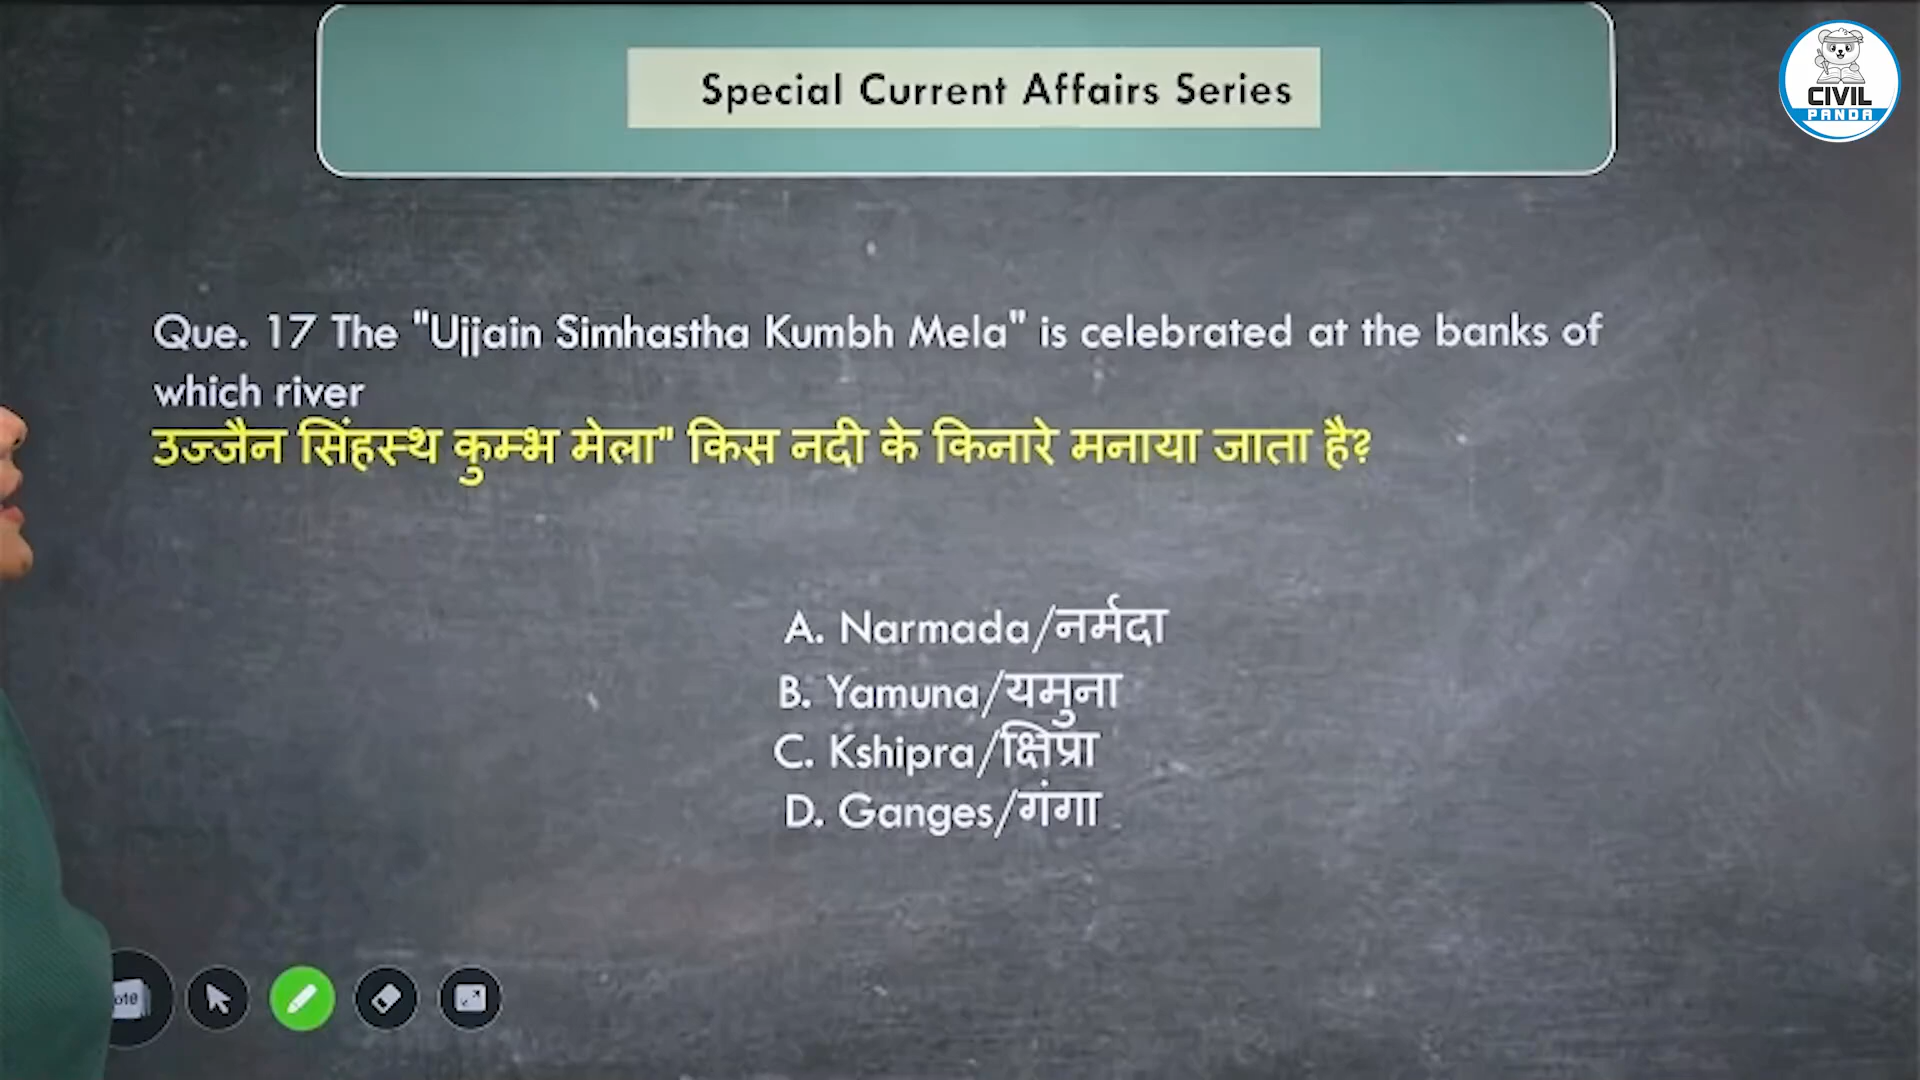 Special Current Affairs Series
CIVIL
PANDA
Que. 17 The "Ujjain Simhastha Kumbh Mela" is celebrated at the banks of
which river
उज्जैन सिंहस्थ कुम्भ मेला" किस नदी के किनारे मनाया जाता है?
A. Narmada/नर्मदा
B. Yamuna/यमुना
C. Kshipra/क्षिप्रा
D. Ganges/गंगा